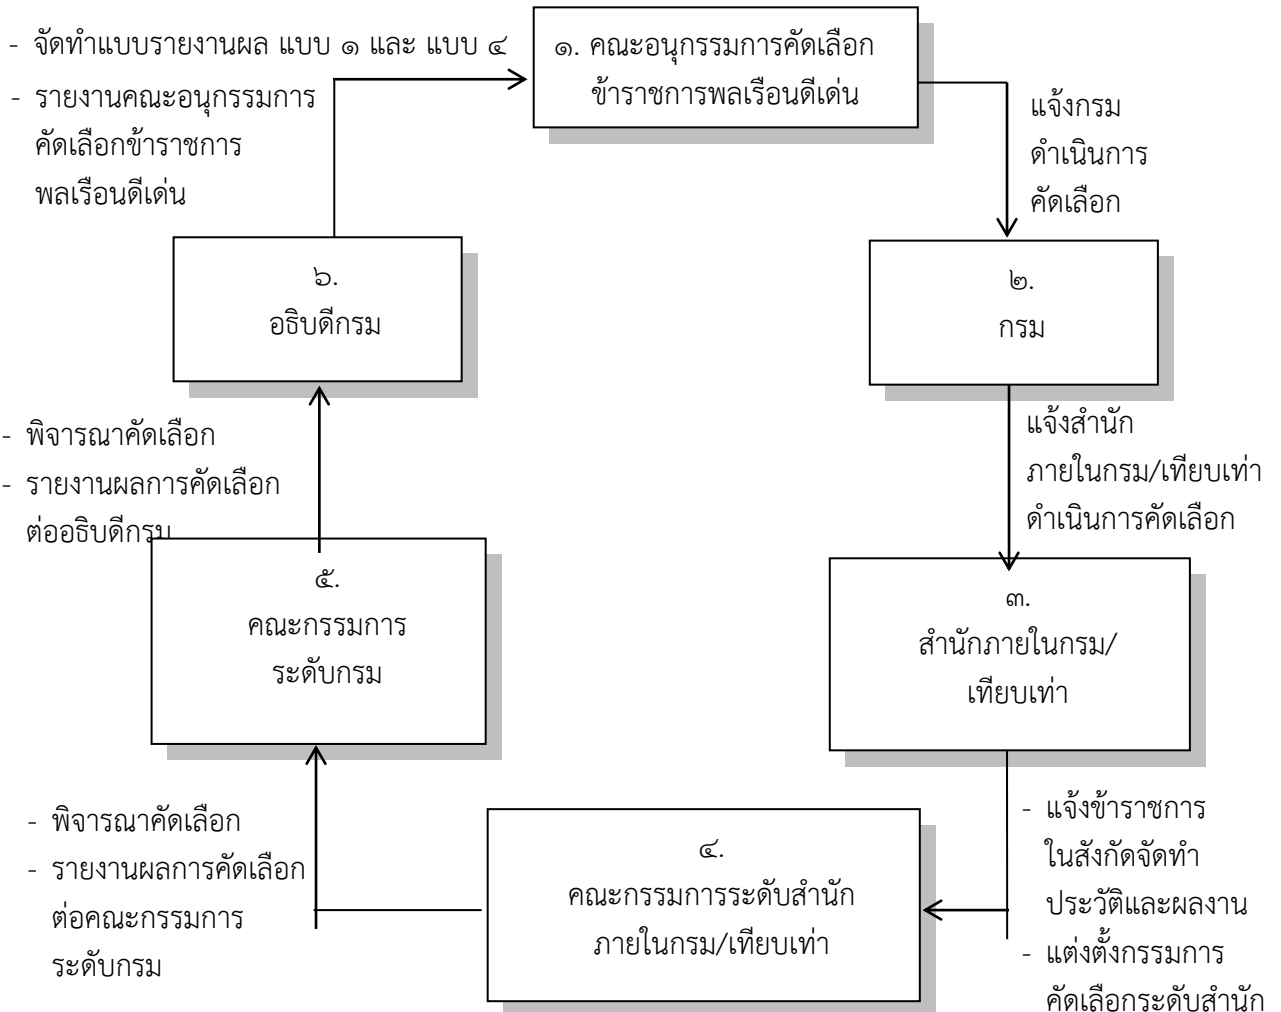 - จัดทำแบบรายงานผล แบบ ๑ และ แบบ ๔
- รายงานคณะอนุกรรมการ
คัดเลือกข้าราชการ
พลเรือนดีเด่น
๑. คณะอนุกรรมการคัดเลือก
ข้าราชการพลเรือนดีเด่น
แจ้งกรม
ดำเนินการ
คัดเลือก
๒.
กรม
แจ้งสำนัก
ภายในกรม/เทียบเท่า
ดำเนินการคัดเลือก
๓.
สำนักภายในกรม/
เทียบเท่า
- แจ้งข้าราชการ
ในสังกัดจัดทำ
ประวัติและผลงาน
- แต่งตั้งกรรมการ
คัดเลือกระดับสำนัก
๔.
คณะกรรมการระดับสำนัก
ภายในกรม/เทียบเท่า
- พิจารณาคัดเลือก
- รายงานผลการคัดเลือก
ต่อคณะกรรมการ
ระดับกรม
๕.
คณะกรรมการ
ระดับกรม
- พิจารณาคัดเลือก
- รายงานผลการคัดเลือก
ต่ออธิบดีกรม
๖.
อธิบดีกรม